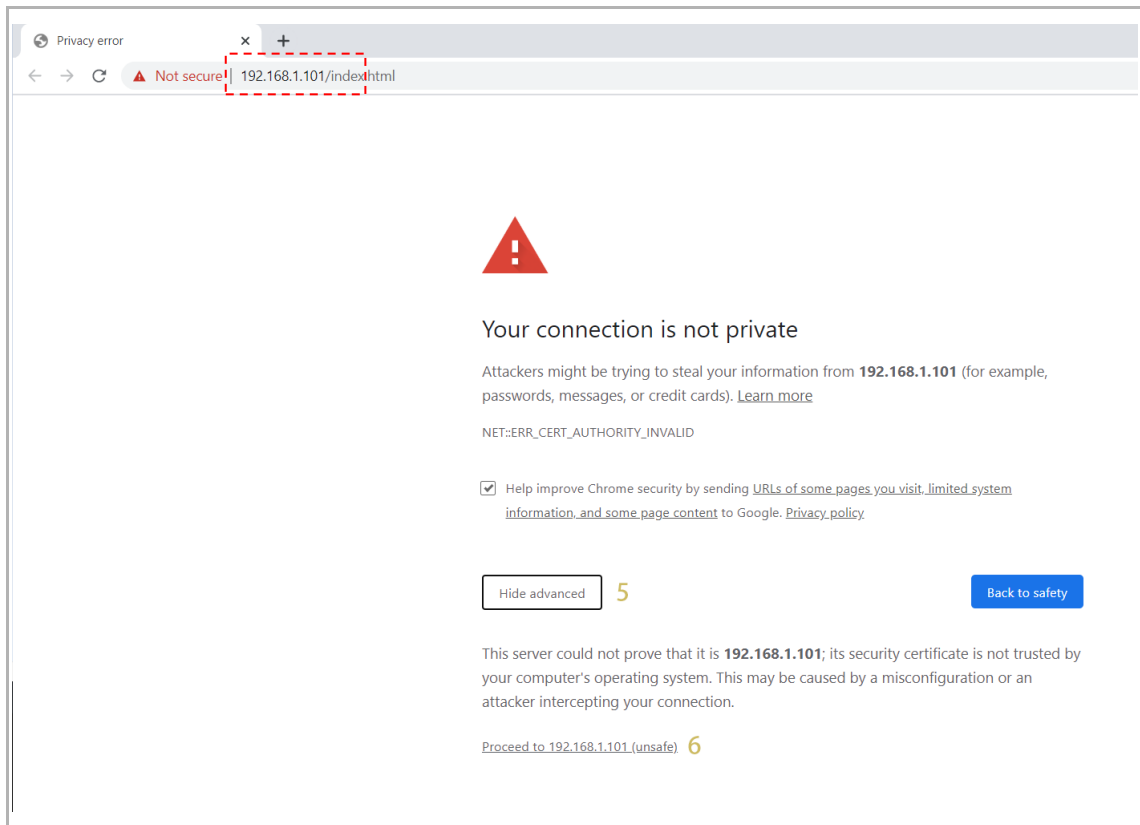 Privacy error
Not secure | 192.168.1.101/index.html
Your connection is not private
Attackers might be trying to steal your information from 192.168.1.101 (for example,
passwords, messages, or credit cards). Learn more
NET::ERR_CERT_AUTHORITY_INVALID
Help improve Chrome security by sending URLs of some pages you visit, limited system
information, and some page content to Google. Privacy policy
Hide advanced 5 Back to safety
This server could not prove that it is 192.168.1.101; its security certificate is not trusted by
your computer's operating system. This may be caused by a misconfiguration or an
attacker intercepting your connection.
Proceed to 192.168.1.101 (unsafe) 6